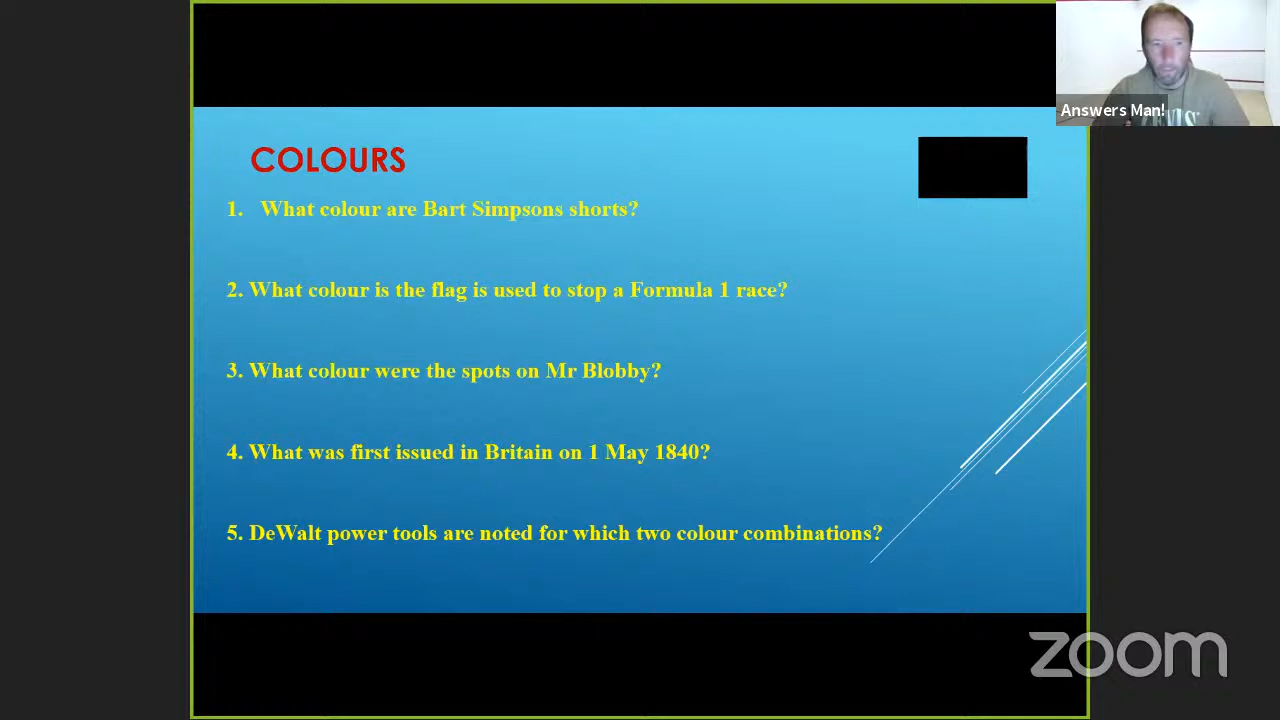 Answers Man!
COLOURS
1. What colour are Bart Simpsons shorts?
2. What colour is the flag is used to stop a Formula 1 race?
3. What colour were the spots on Mr Blobby?
4. What was first issued in Britain on 1 May 1840?
5. DeWalt power tools are noted for which two colour combinations?
zoom